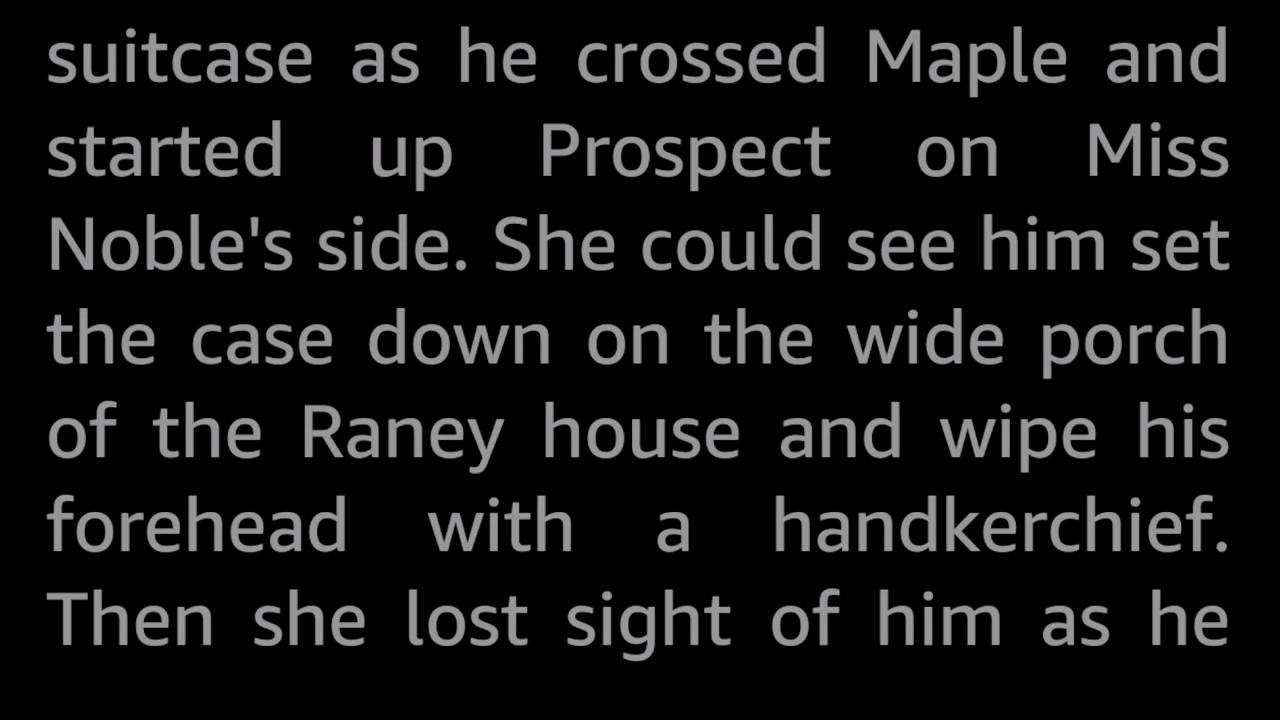 suitcase as he crossed Maple and
started up Prospect on Miss
Noble's side. She could see him set
the case down on the wide porch
of the Raney house and wipe his
forehead with a handkerchief.
Then she lost sight of him as he